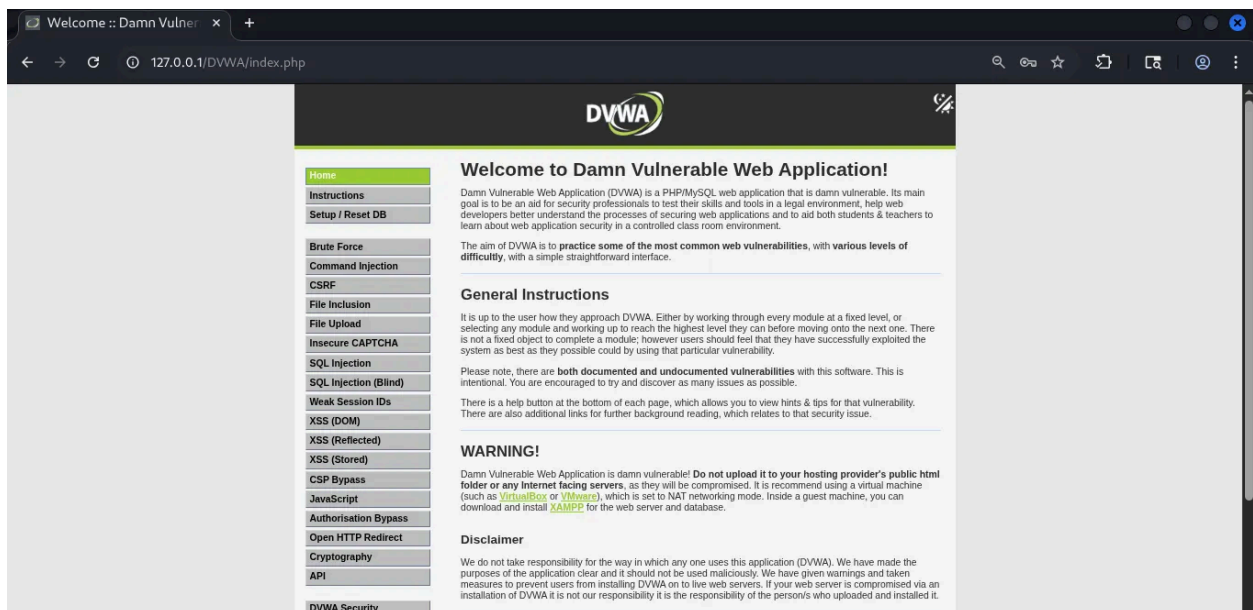 Welcome :: Damn Vulner
127.0.0.1/DVWA/index.php
DVWA
Home
Instructions
Setup / Reset DB
Brute Force
Command Injection
CSRF
File Inclusion
File Upload
Insecure CAPTCHA
SQL Injection
SQL Injection (Blind)
Weak Session IDs
XSS (DOM)
XSS (Reflected)
XSS (Stored)
CSP Bypass
JavaScript
Authorisation Bypass
Open HTTP Redirect
Cryptography
API
DVWA Security
Welcome to Damn Vulnerable Web Application!
Damn Vulnerable Web Application (DVWA) is a PHP/MySQL web application that is damn vulnerable. Its main
goal is to be an aid for security professionals to test their skills and tools in a legal environment, help web
developers better understand the processes of securing web applications and to aid both students & teachers to
learn about web application security in a controlled class room environment.
The aim of DVWA is to practice some of the most common web vulnerabilities, with various levels of
difficultly, with a simple straightforward interface.
General Instructions
It is up to the user how they approach DVWA. Either by working through every module at a fixed level, or
selecting any module and working up to reach the highest level they can before moving onto the next one. There
is not a fixed object to complete a module; however users should feel that they have successfully exploited the
system as best as they possible could by using that particular vulnerability.
Please note, there are both documented and undocumented vulnerabilities with this software. This is
intentional. You are encouraged to try and discover as many issues as possible.
There is a help button at the bottom of each page, which allows you to view hints & tips for that vulnerability.
There are also additional links for further background reading, which relates to that security issue.
WARNING!
Damn Vulnerable Web Application is damn vulnerable! Do not upload it to your hosting provider's public html
folder or any Internet facing servers, as they will be compromised. It is recommend using a virtual machine
(such as VirtualBox or VMware), which is set to NAT networking mode. Inside a guest machine, you can
download and install XAMPP for the web server and database.
Disclaimer
We do not take responsibility for the way in which any one uses this application (DVWA). We have made the
purposes of the application clear and it should not be used maliciously. We have given warnings and taken
measures to prevent users from installing DVWA on to live web servers. If your web server is compromised via an
installation of DVWA it is not our responsibility it is the responsibility of the person/s who uploaded and installed it.